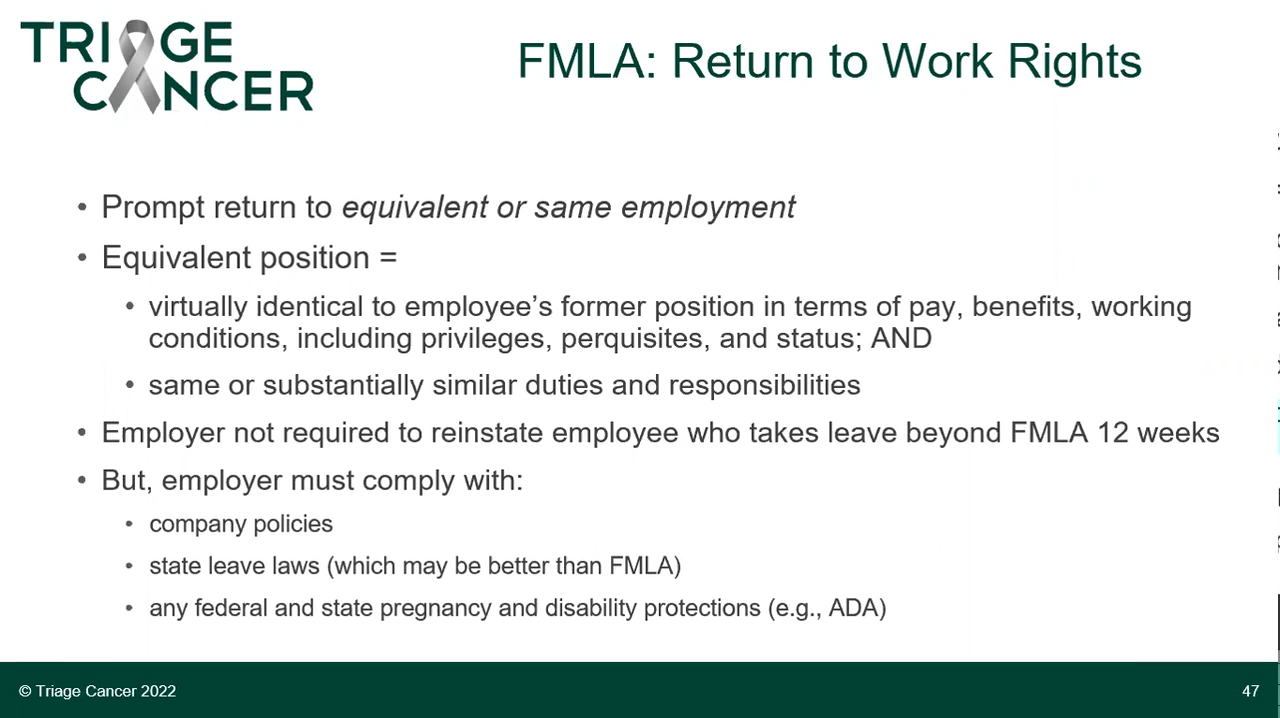 TRIAGE
CANCER
FMLA: Return to Work Rights
• Prompt return to equivalent or same employment
• Equivalent position =
• virtually identical to employee’s former position in terms of pay, benefits, working
conditions, including privileges, perquisites, and status; AND
• same or substantially similar duties and responsibilities
• Employer not required to reinstate employee who takes leave beyond FMLA 12 weeks
• But, employer must comply with:
• company policies
• state leave laws (which may be better than FMLA)
• any federal and state pregnancy and disability protections (e.g., ADA)
© Triage Cancer 2022
47